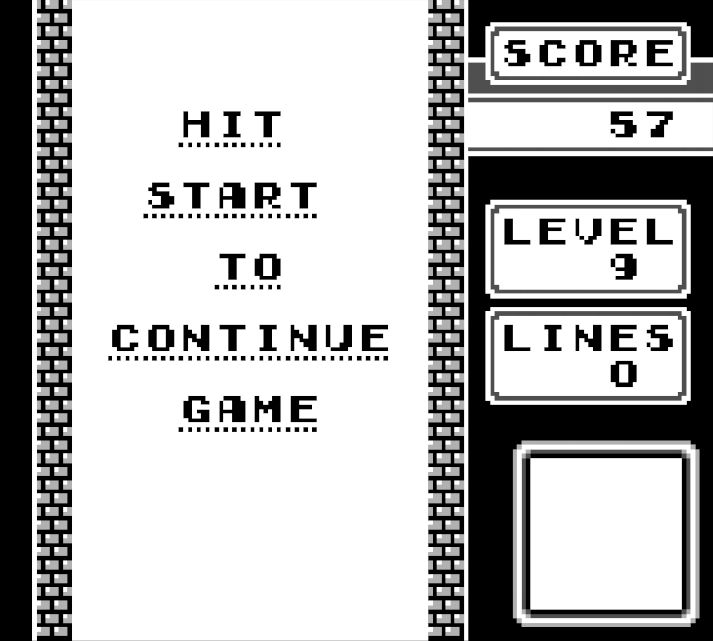 HIT
START
TO
CONTINUE
GAME
SCORE
57
LEVEL
9
LINES
0